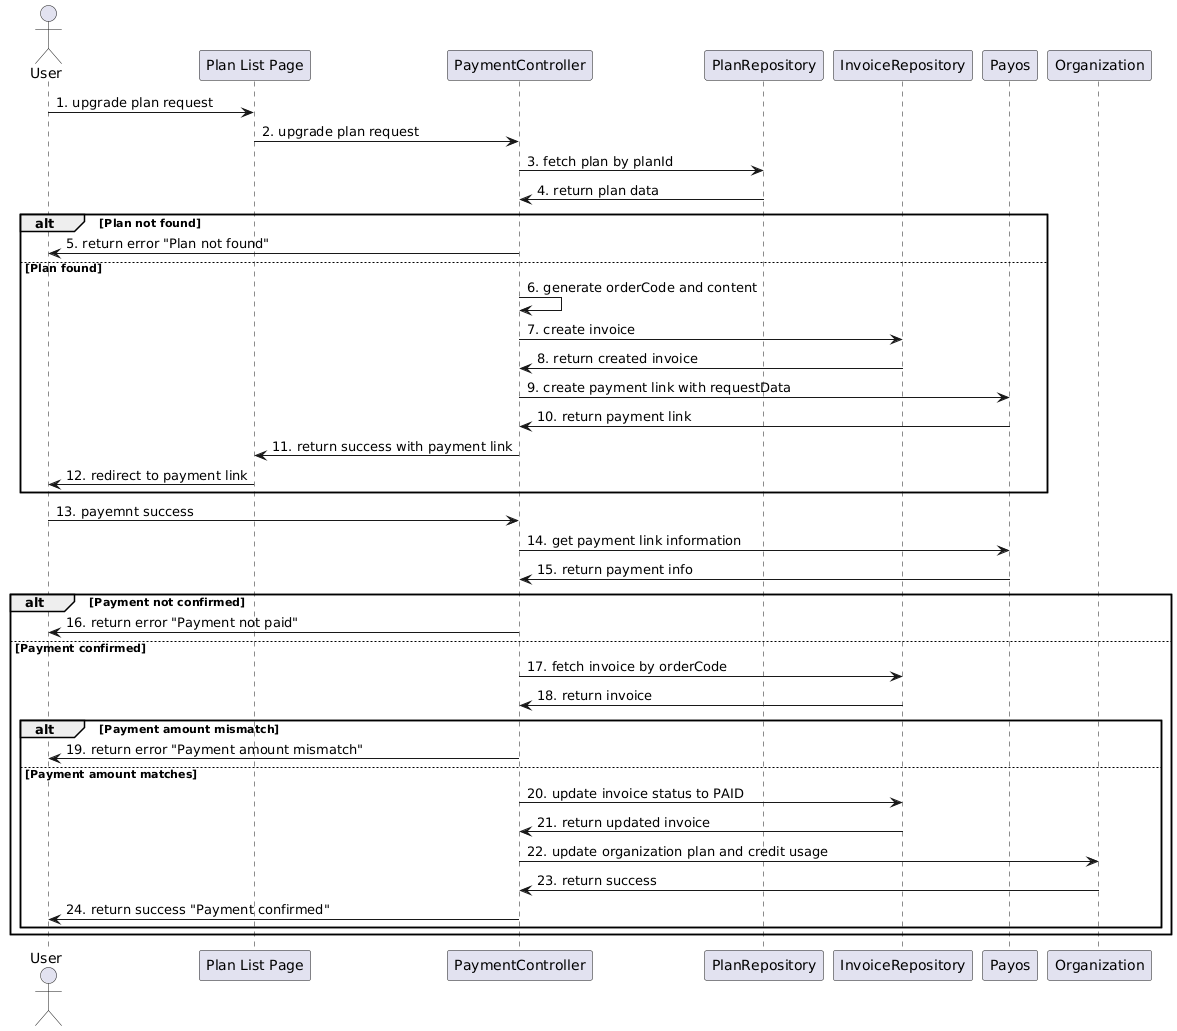 User
Plan List Page
PaymentController
PlanRepository
InvoiceRepository
Payos
Organization
1. upgrade plan request
2. upgrade plan request
3. fetch plan by planId
4. return plan data
alt
[Plan not found]
5. return error "Plan not found"
[Plan found]
6. generate orderCode and content
7. create invoice
8. return created invoice
9. create payment link with requestData
10. return payment link
11. return success with payment link
12. redirect to payment link
13. payemnt success
14. get payment link information
15. return payment info
alt
[Payment not confirmed]
16. return error "Payment not paid"
[Payment confirmed]
17. fetch invoice by orderCode
18. return invoice
alt
[Payment amount mismatch]
19. return error "Payment amount mismatch"
[Payment amount matches]
20. update invoice status to PAID
21. return updated invoice
22. update organization plan and credit usage
23. return success
24. return success "Payment confirmed"
User
Plan List Page
PaymentController
PlanRepository
InvoiceRepository
Payos
Organization